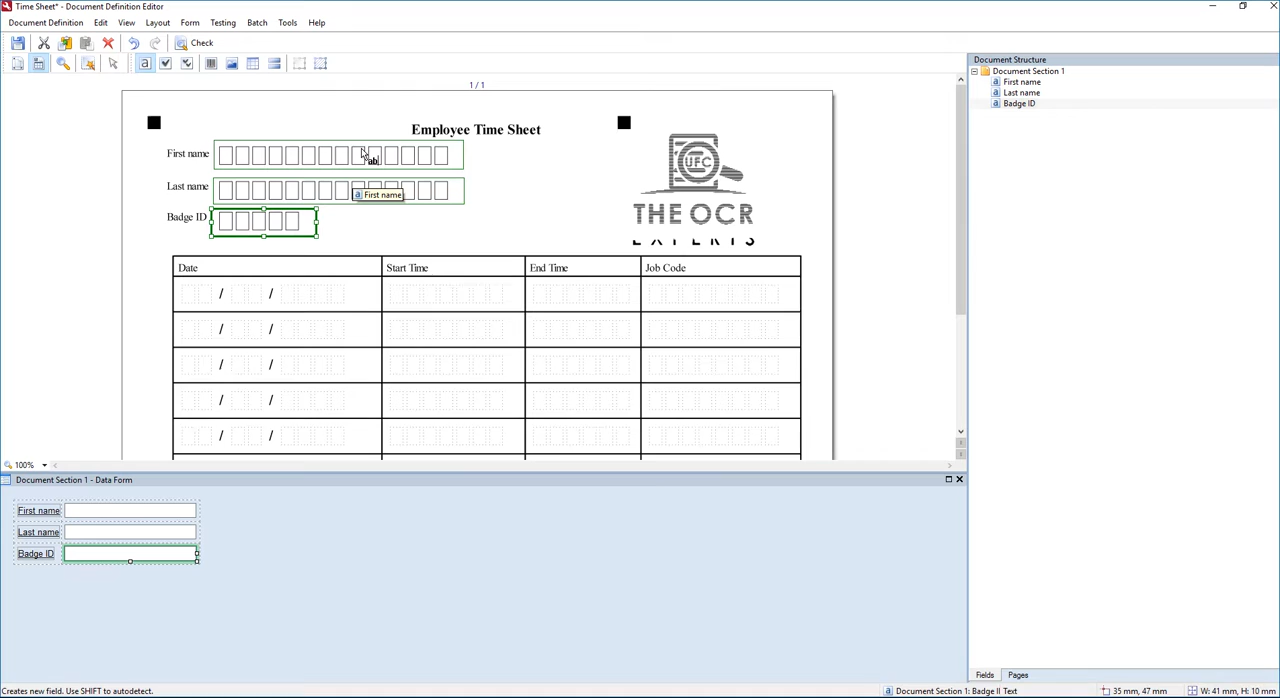 Time Sheet* - Document Definition Editor
Document Definition Edit View Layout Form Testing Batch Tools Help
Check
a
1 / 1
Employee Time Sheet
First name
ab
Last name
a First name
Badge ID
UFC
THE OCR
EXPERTS
Date Start Time End Time Job Code
/ /
/ /
/ /
/ /
/ /
100%
Document Section 1 - Data Form
First name
Last name
Badge ID
Document Structure
Document Section 1
a First name
a Last name
a Badge ID
Fields Pages
Creates new field. Use SHIFT to autodetect.
a Document Section 1: Badge II Text
35 mm, 47 mm
W: 41 mm, H: 10 mm